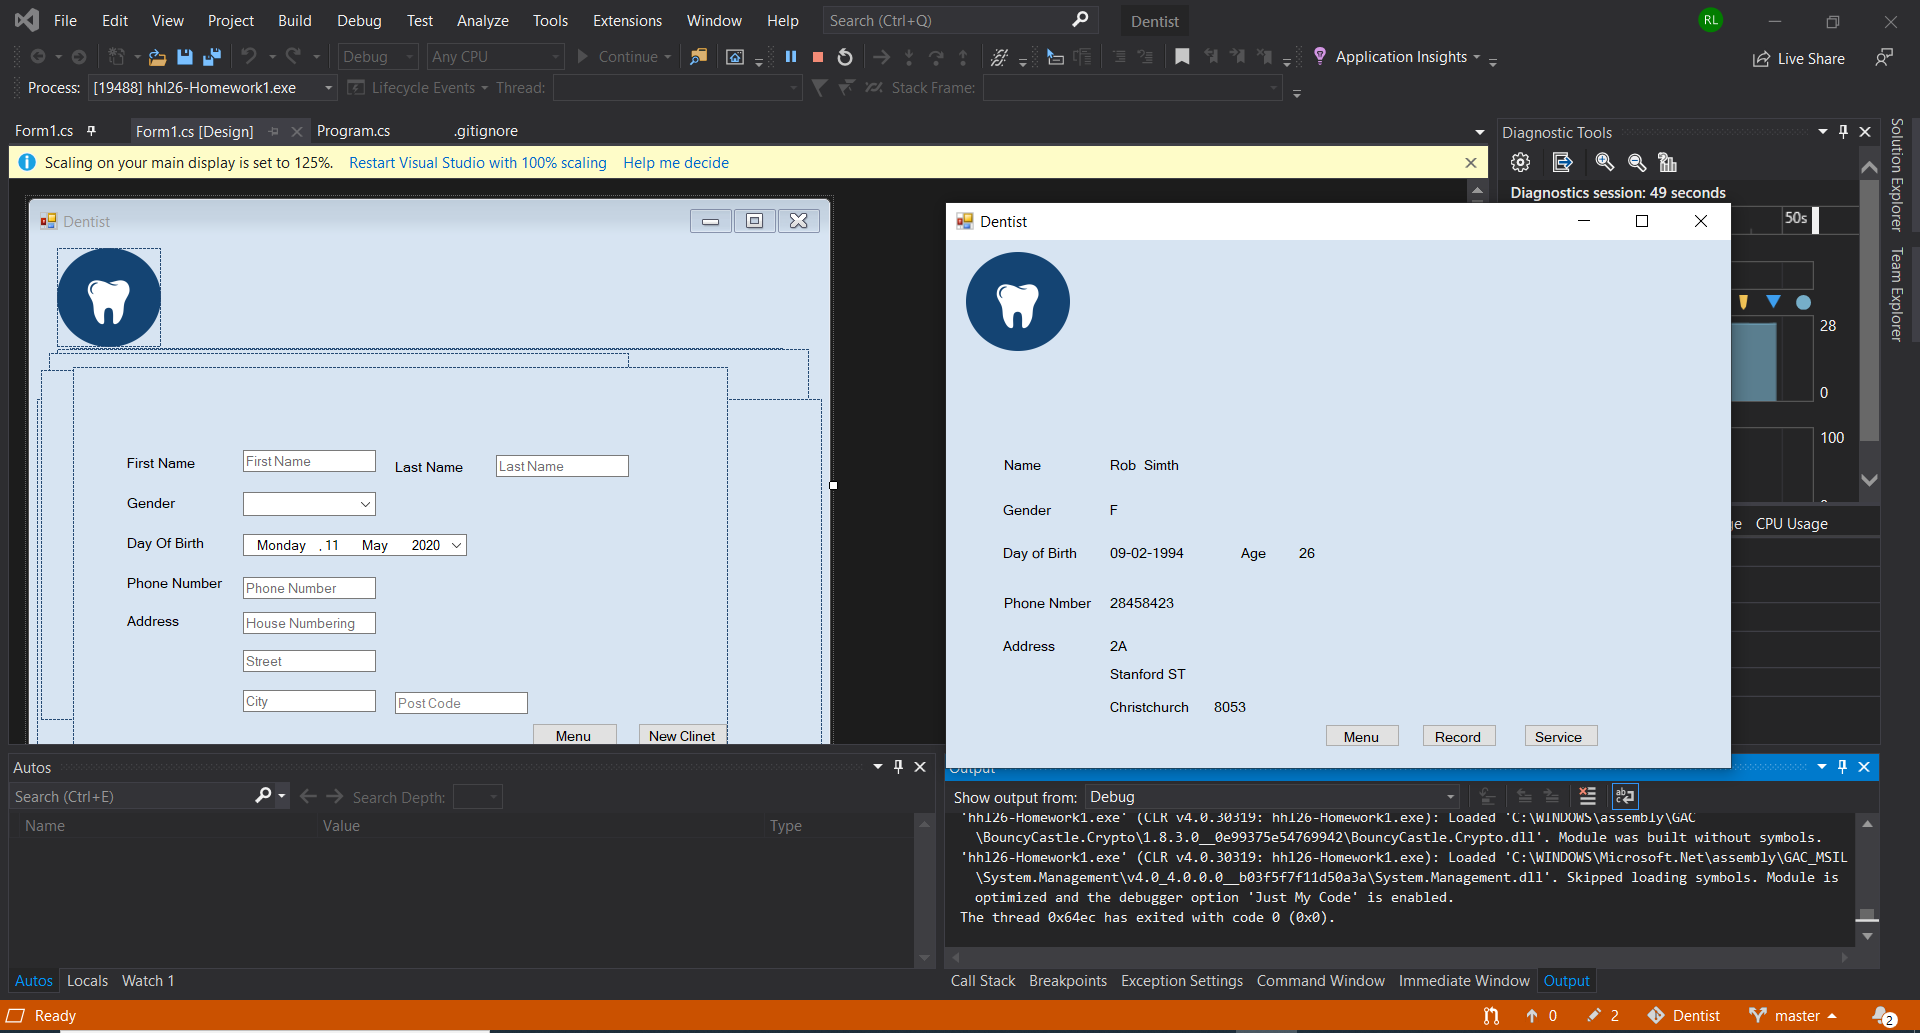 File Edit View Project Build Debug Test Analyze Tools Extensions Window Help Search (Ctrl+Q) Dentist RL
Debug Any CPU Continue Application Insights Live Share
Process: [19488] hhl26-Homework1.exe Lifecycle Events Thread: Stack Frame:
Form1.cs Form1.cs [Design] Program.cs .gitignore
Scaling on your main display is set to 125%. Restart Visual Studio with 100% scaling Help me decide
Dentist
First Name First Name Last Name Last Name
Gender
Day Of Birth Monday , 11 May 2020
Phone Number Phone Number
Address House Numbering
Street
City Post Code
Menu New Clinet
Diagnostic Tools
Diagnostics session: 49 seconds
50s
28
0
100
CPU Usage
Solution Explorer
Team Explorer
Dentist
Name Rob Simth
Gender F
Day of Birth 09-02-1994 Age 26
Phone Nmber 28458423
Address 2A
Stanford ST
Christchurch 8053
Menu Record Service
Autos
Search (Ctrl+E) Search Depth:
Name Value Type
Autos Locals Watch 1
Output
Show output from: Debug
'hhl26-Homework1.exe' (CLR v4.0.30319: hhl26-Homework1.exe): Loaded 'C:\WINDOWS\assembly\GAC
\BouncyCastle.Crypto\1.8.3.0__0e99375e54769942\BouncyCastle.Crypto.dll'. Module was built without symbols.
'hhl26-Homework1.exe' (CLR v4.0.30319: hhl26-Homework1.exe): Loaded 'C:\WINDOWS\Microsoft.Net\assembly\GAC_MSIL
\System.Management\v4.0_4.0.0.0__b03f5f7f11d50a3a\System.Management.dll'. Skipped loading symbols. Module is
optimized and the debugger option 'Just My Code' is enabled.
The thread 0x64ec has exited with code 0 (0x0).
Call Stack Breakpoints Exception Settings Command Window Immediate Window Output
Ready 0 2 Dentist master 2